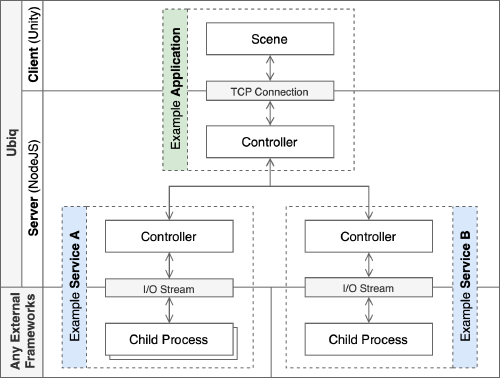 Ubiq
Client (Unity)
Server (NodeJS)
Any External
Frameworks
Example Application
Scene
TCP Connection
Controller
Example Service A
Controller
I/O Stream
Child Process
Controller
I/O Stream
Child Process
Example Service B